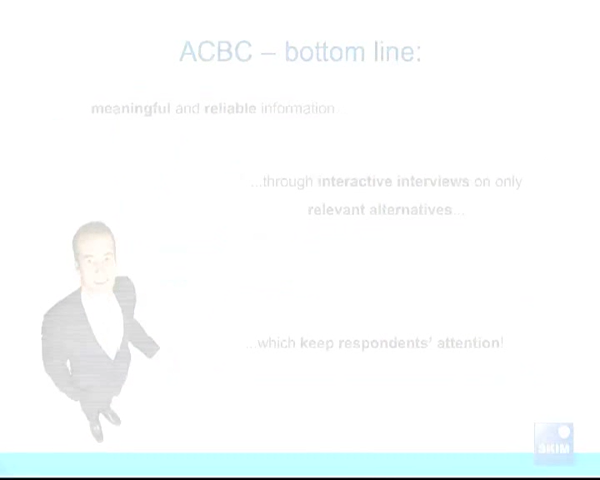 ACBC – bottom line:
meaningful and reliable information
...through interactive interviews on only
relevant alternatives...
...which keep respondents' attention!
SKIM